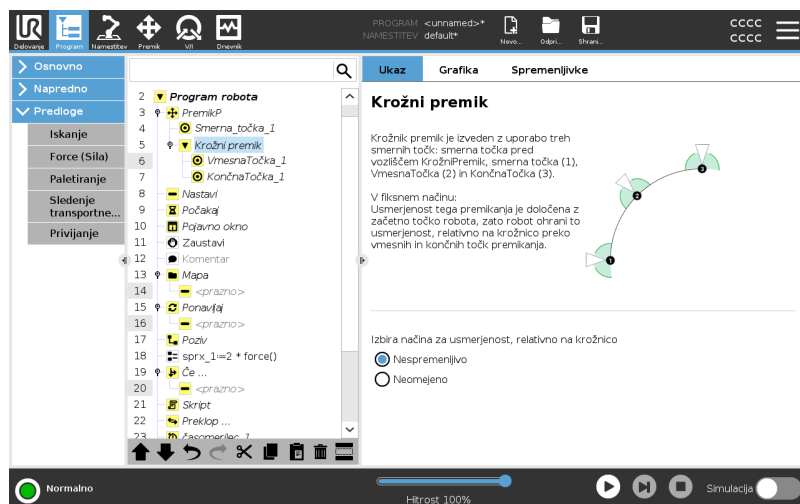 PROGRAM <unnamed>*
NAMESTITEV default*
CCCC
CCCC
Delovanje
Program
Namestitev
Premik
V/I
Dnevnik
Novo...
Odpri...
Shrani...
Osnovno
Napredno
Predloge
Iskanje
Force (Sila)
Paletiranje
Sledenje
transportne...
Privijanje
2 Program robota
3 PremikP
4 Smerna_točka_1
5 Krožni premik
6 VmesnaTočka_1
7 KončnaTočka_1
8 Nastavi
9 Počakaj
10 Pojavno okno
11 Zaustavi
12 Komentar
13 Mapa
14 <prazno>
15 Ponavljaj
16 <prazno>
17 Poziv
18 sprx_1≔2 * force()
19 Če ...
20 <prazno>
21 Skript
22 Preklop ...
23 časomerilec_1
Ukaz
Grafika
Spremenljivke
Krožni premik
Krožnik premik je izveden z uporabo treh
smernih točk: smerna točka pred
vozliščem KrožniPremik, smerna točka (1),
VmesnaTočka (2) in KončnaTočka (3).
V fiksnem načinu:
Usmerjenost tega premikanja je določena z
začetno točko robota, zato robot ohrani to
usmerjenost, relativno na krožnico preko
vmesnih in končnih točk premikanja.
1
2
3
Izbira načina za usmerjenost, relativno na krožnico
Nespremenljivo
Neomejeno
Normalno
Hitrost 100%
Simulacija